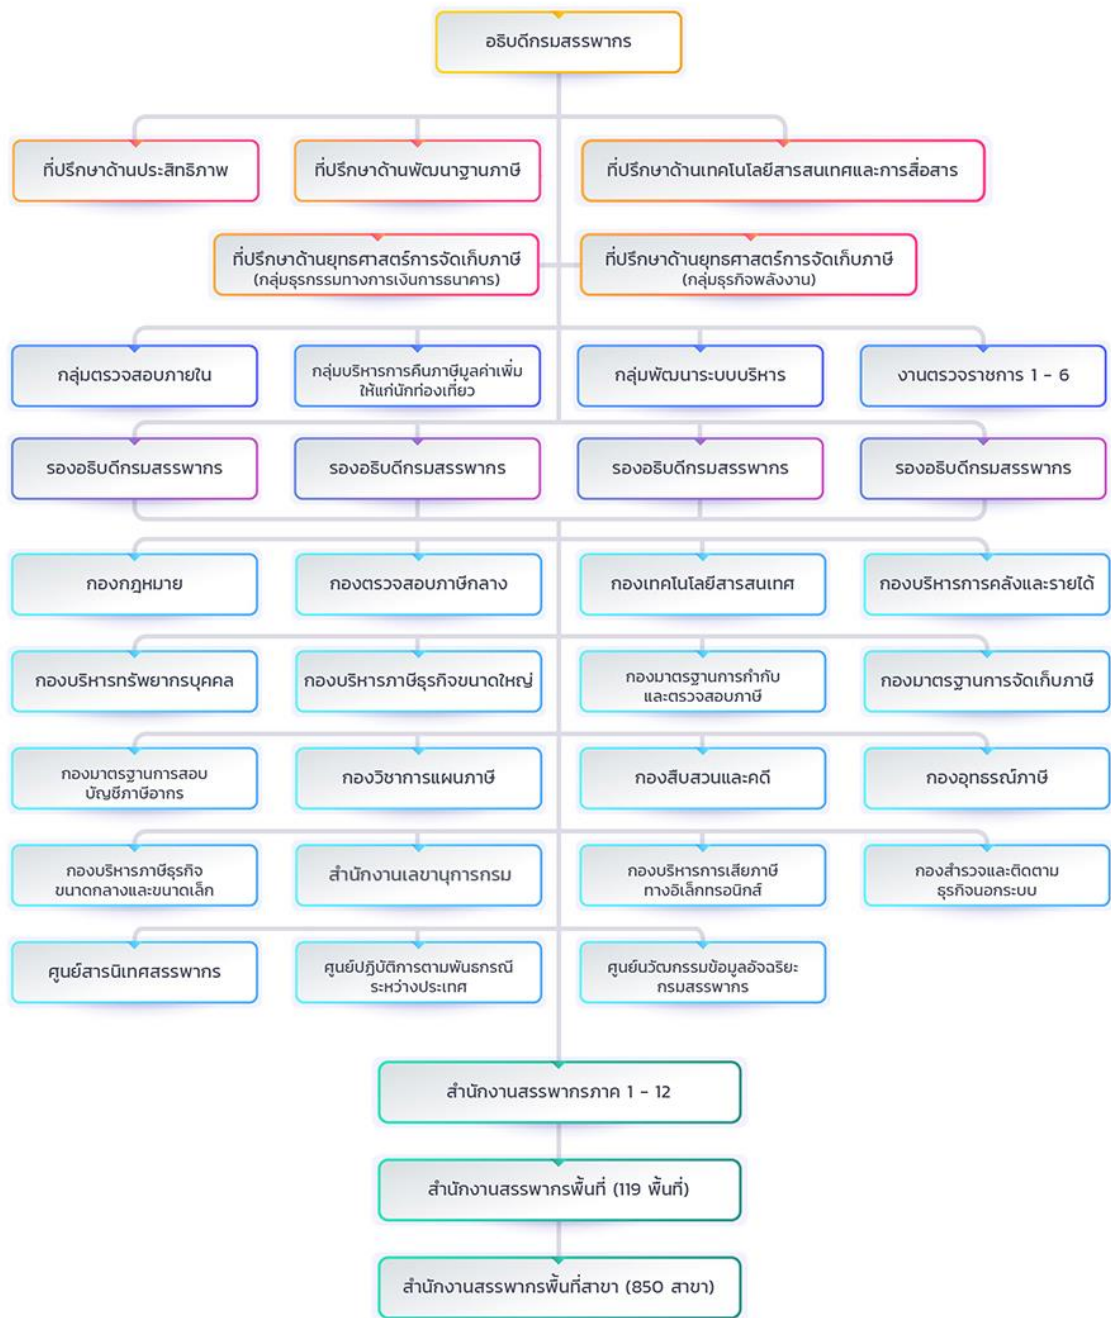 อธิบดีกรมสรรพากร
ที่ปรึกษาด้านประสิทธิภาพ
ที่ปรึกษาด้านพัฒนาฐานภาษี
ที่ปรึกษาด้านเทคโนโลยีสารสนเทศและการสื่อสาร
ที่ปรึกษาด้านยุทธศาสตร์การจัดเก็บภาษี
(กลุ่มธุรกรรมทางการเงินการธนาคาร)
ที่ปรึกษาด้านยุทธศาสตร์การจัดเก็บภาษี
(กลุ่มธุรกิจพลังงาน)
กลุ่มตรวจสอบภายใน
กลุ่มบริหารการคืนภาษีมูลค่าเพิ่ม
ให้แก่นักท่องเที่ยว
กลุ่มพัฒนาระบบบริหาร
งานตรวจราชการ 1 - 6
รองอธิบดีกรมสรรพากร
รองอธิบดีกรมสรรพากร
รองอธิบดีกรมสรรพากร
รองอธิบดีกรมสรรพากร
กองกฎหมาย
กองตรวจสอบภาษีกลาง
กองเทคโนโลยีสารสนเทศ
กองบริหารการคลังและรายได้
กองบริหารทรัพยากรบุคคล
กองบริหารภาษีธุรกิจขนาดใหญ่
กองมาตรฐานการกำกับ
และตรวจสอบภาษี
กองมาตรฐานการจัดเก็บภาษี
กองมาตรฐานการสอบ
บัญชีภาษีอากร
กองวิชาการแผนภาษี
กองสืบสวนและคดี
กองอุทธรณ์ภาษี
กองบริหารภาษีธุรกิจ
ขนาดกลางและขนาดเล็ก
สำนักงานเลขานุการกรม
กองบริหารการเสียภาษี
ทางอิเล็กทรอนิกส์
กองสำรวจและติดตาม
ธุรกิจนอกระบบ
ศูนย์สารนิเทศสรรพากร
ศูนย์ปฏิบัติการตามพันธกรณี
ระหว่างประเทศ
ศูนย์นวัตกรรมข้อมูลอัจฉริยะ
กรมสรรพากร
สำนักงานสรรพากรภาค 1 - 12
สำนักงานสรรพากรพื้นที่ (119 พื้นที่)
สำนักงานสรรพากรพื้นที่สาขา (850 สาขา)